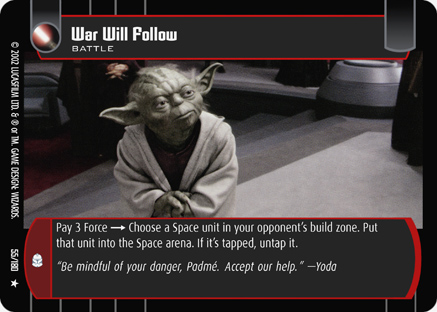 War Will Follow
BATTLE
Pay 3 Force → Choose a Space unit in your opponent's build zone. Put
that unit into the Space arena. If it's tapped, untap it.
"Be mindful of your danger, Padmé. Accept our help." —Yoda
© 2002 LUCASFILM LTD. & ® or TM. GAME DESIGN: WIZARDS.
55/180 ★